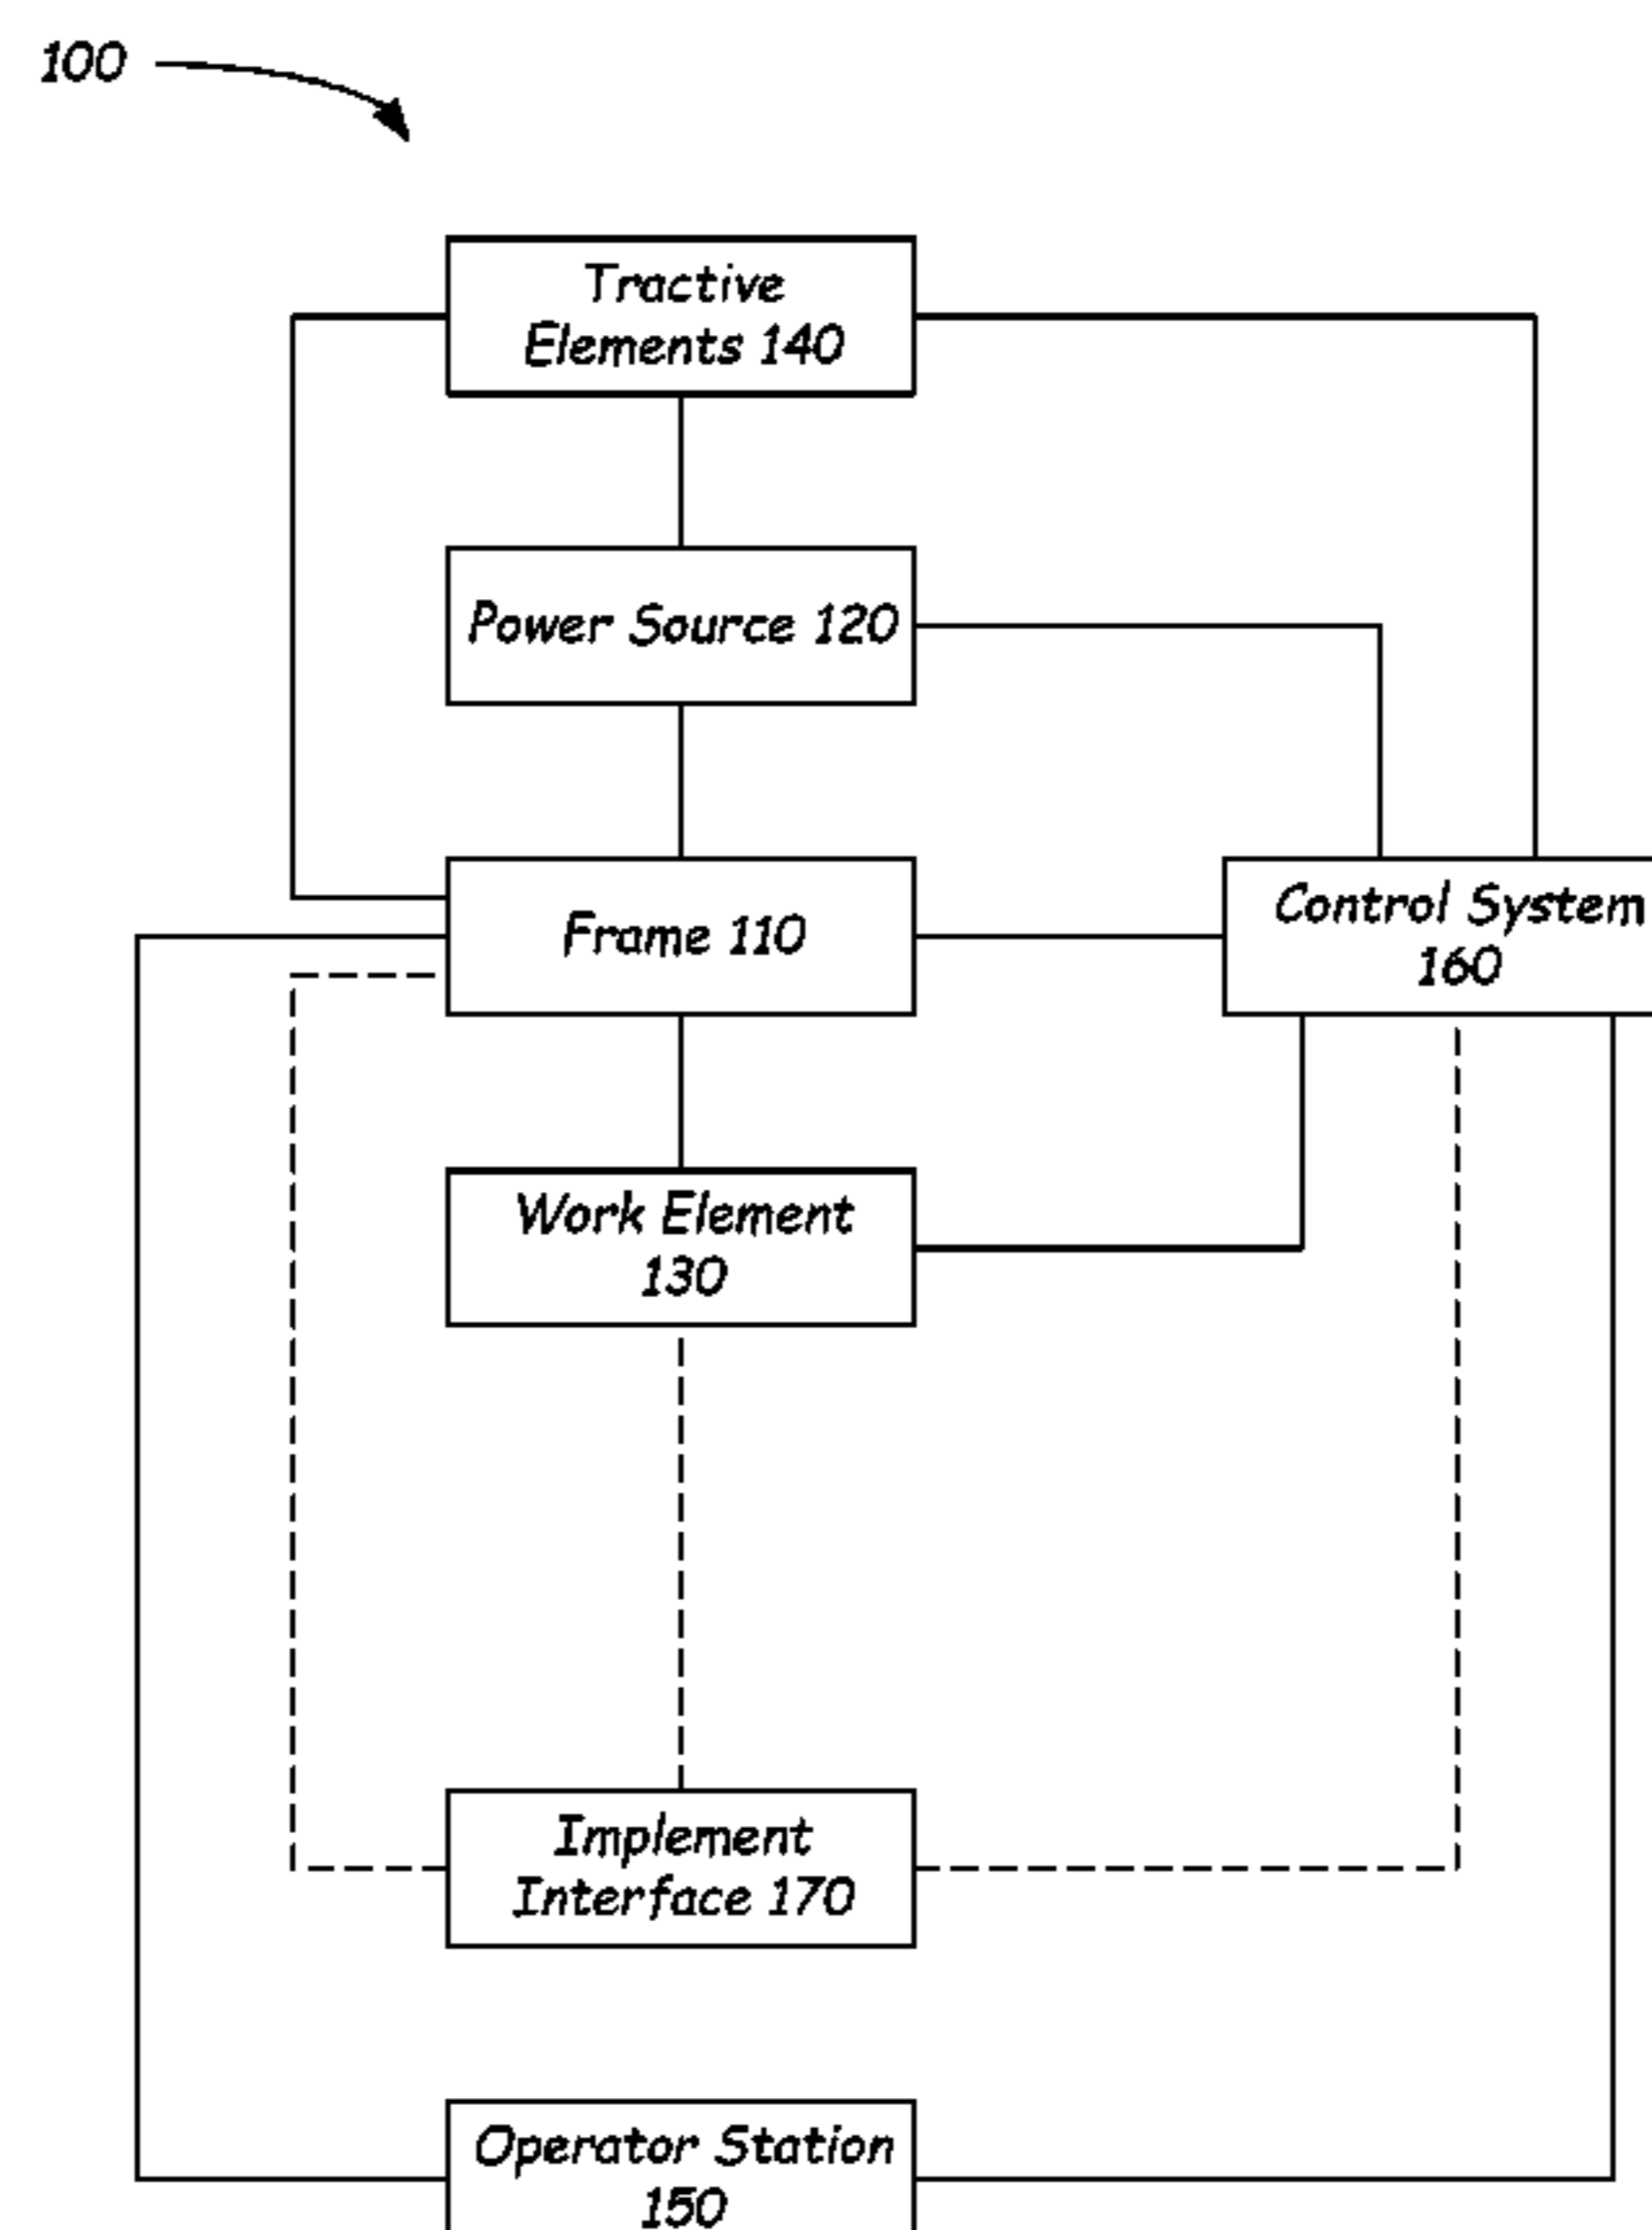 100
Tractive
Elements 140
Power Source 120
Frame 110
Control System
160
Work Element
130
Implement
Interface 170
Operator Station
150